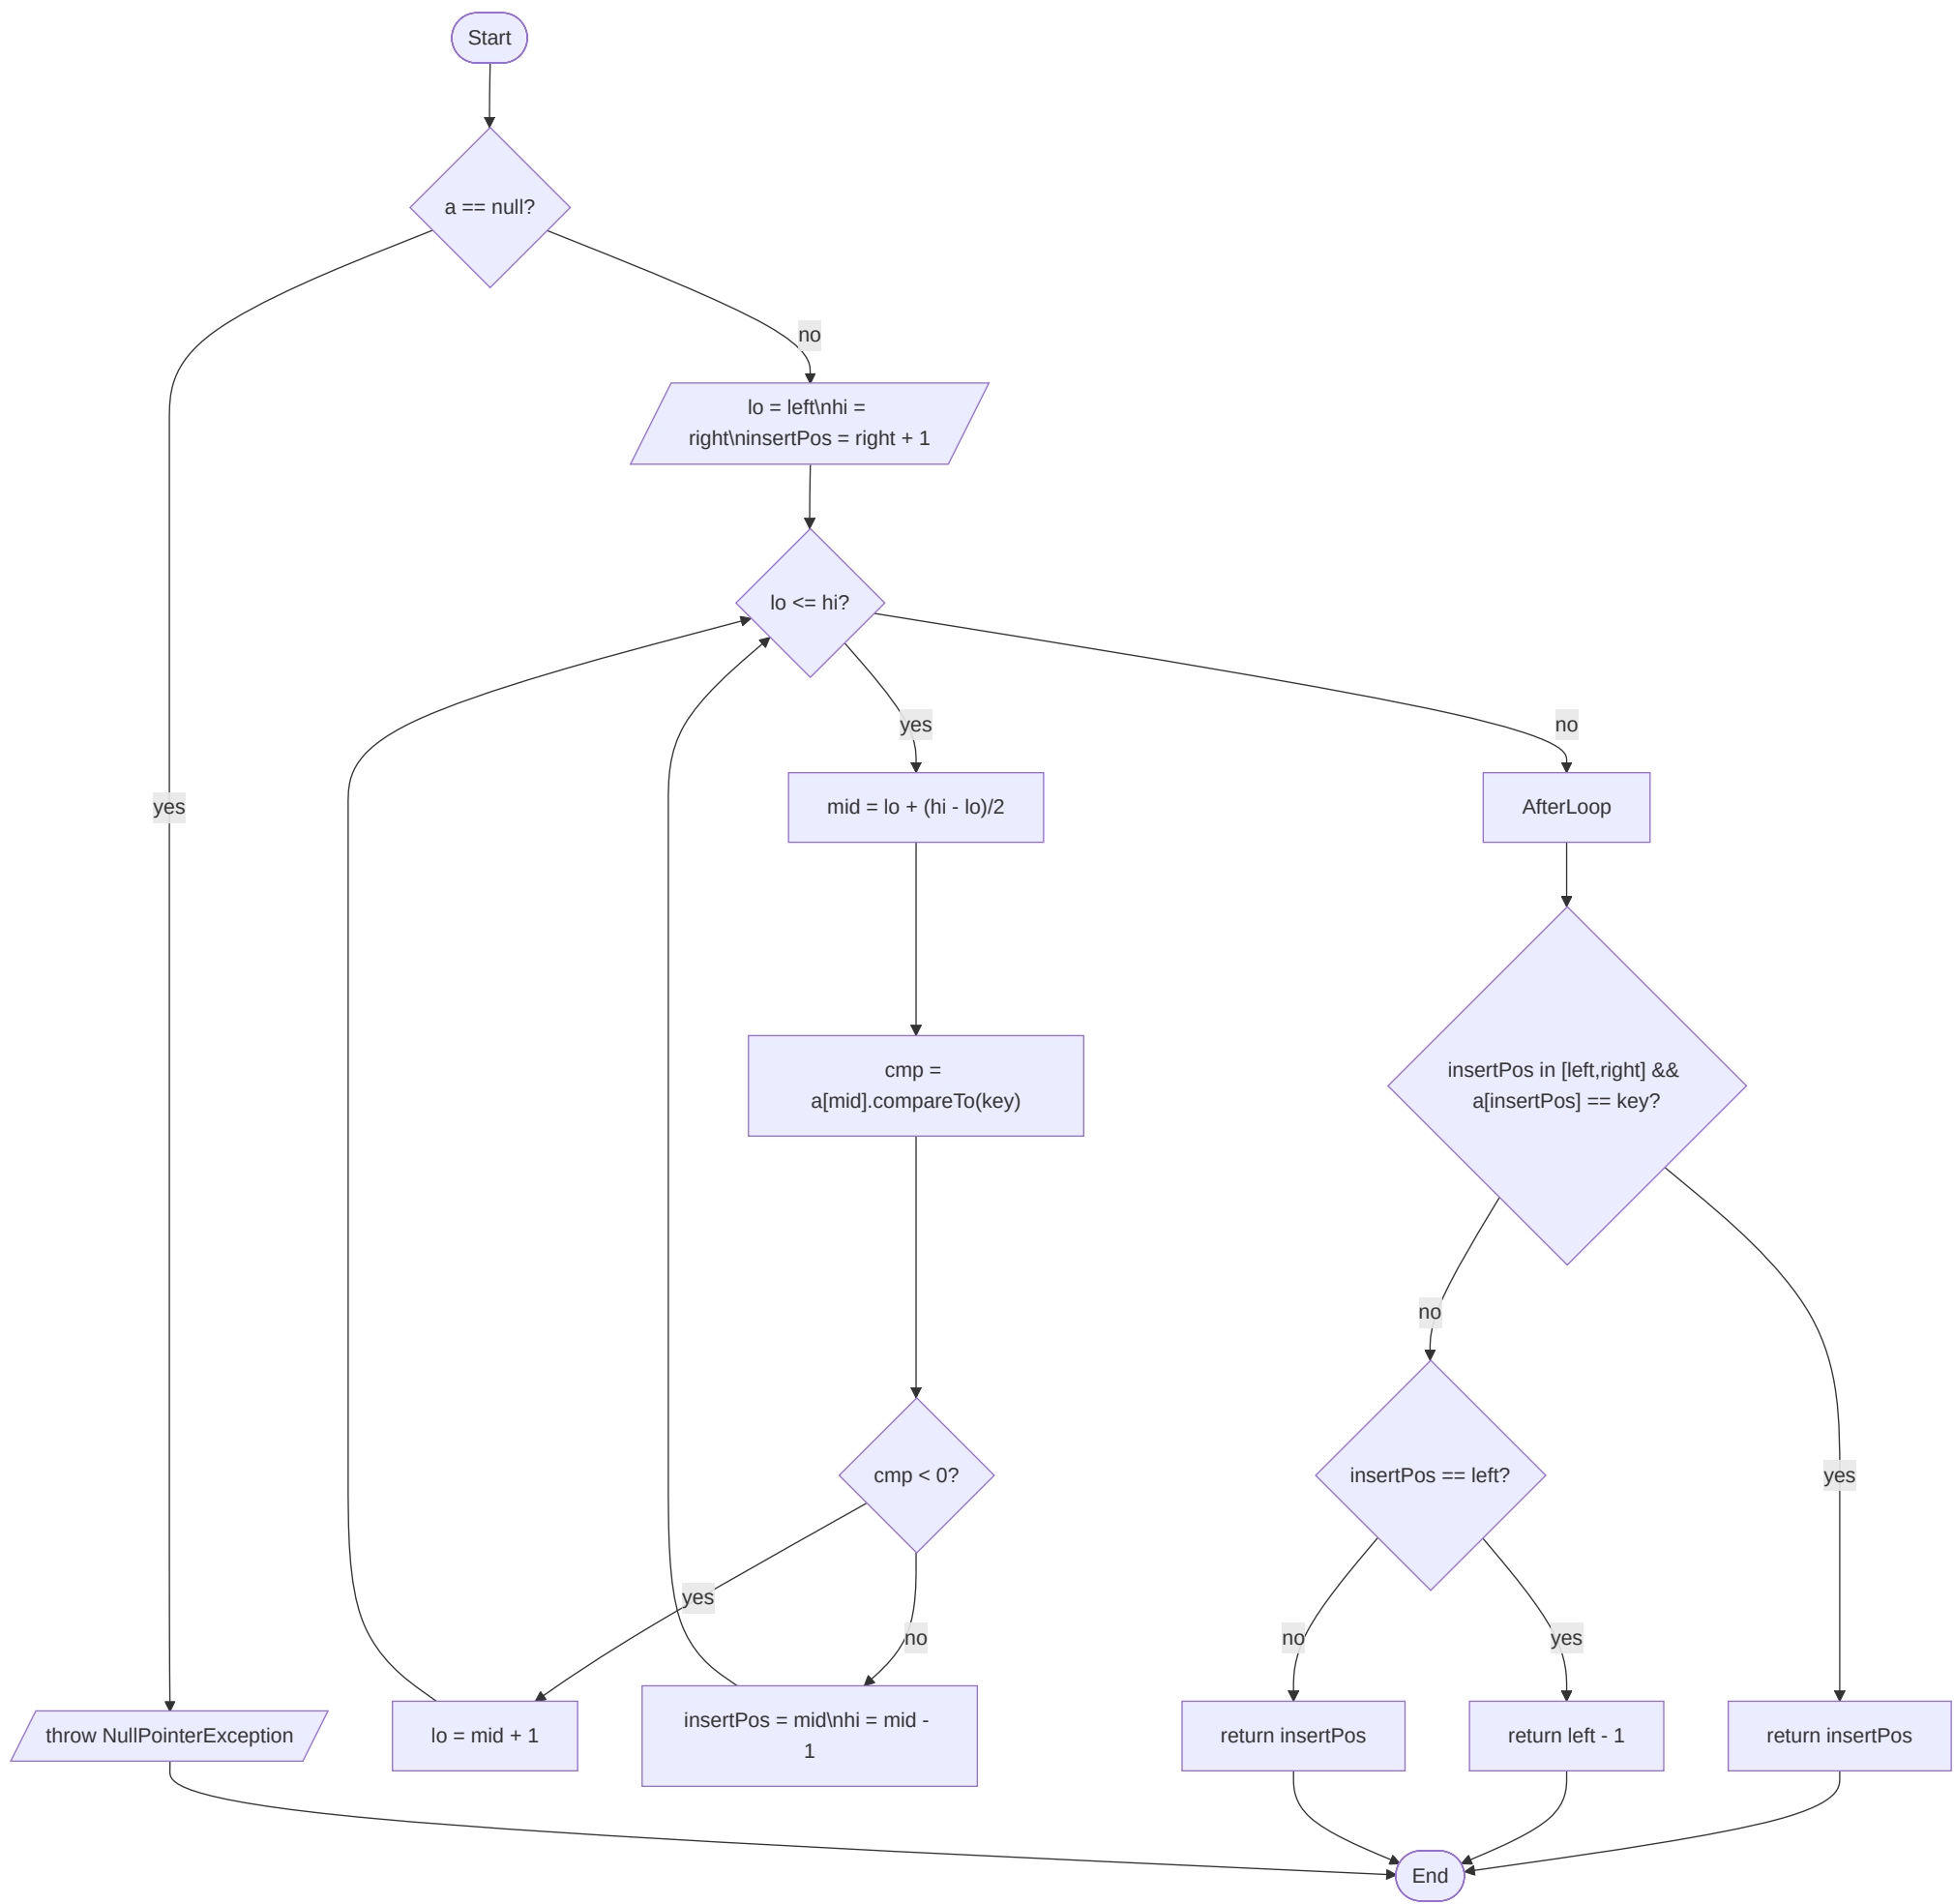 Start
a == null?
no
lo = left\nhi =
right\ninsertPos = right + 1
lo <= hi?
yes
no
yes
mid = lo + (hi - lo)/2
AfterLoop
cmp =
a[mid].compareTo(key)
insertPos in [left,right] &&
a[insertPos] == key?
no
cmp < 0?
insertPos == left?
yes
yes
no
no
yes
throw NullPointerException
lo = mid + 1
insertPos = mid\nhi = mid -
1
return insertPos
return left - 1
return insertPos
End